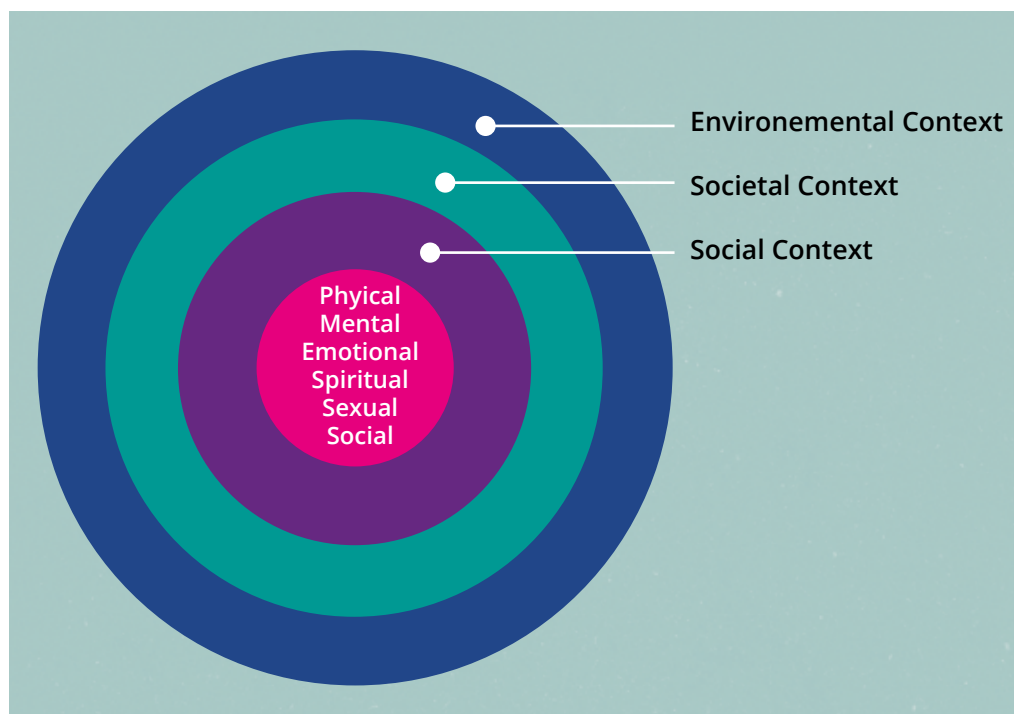 Environemental Context
Societal Context
Social Context
Phyical
Mental
Emotional
Spiritual
Sexual
Social